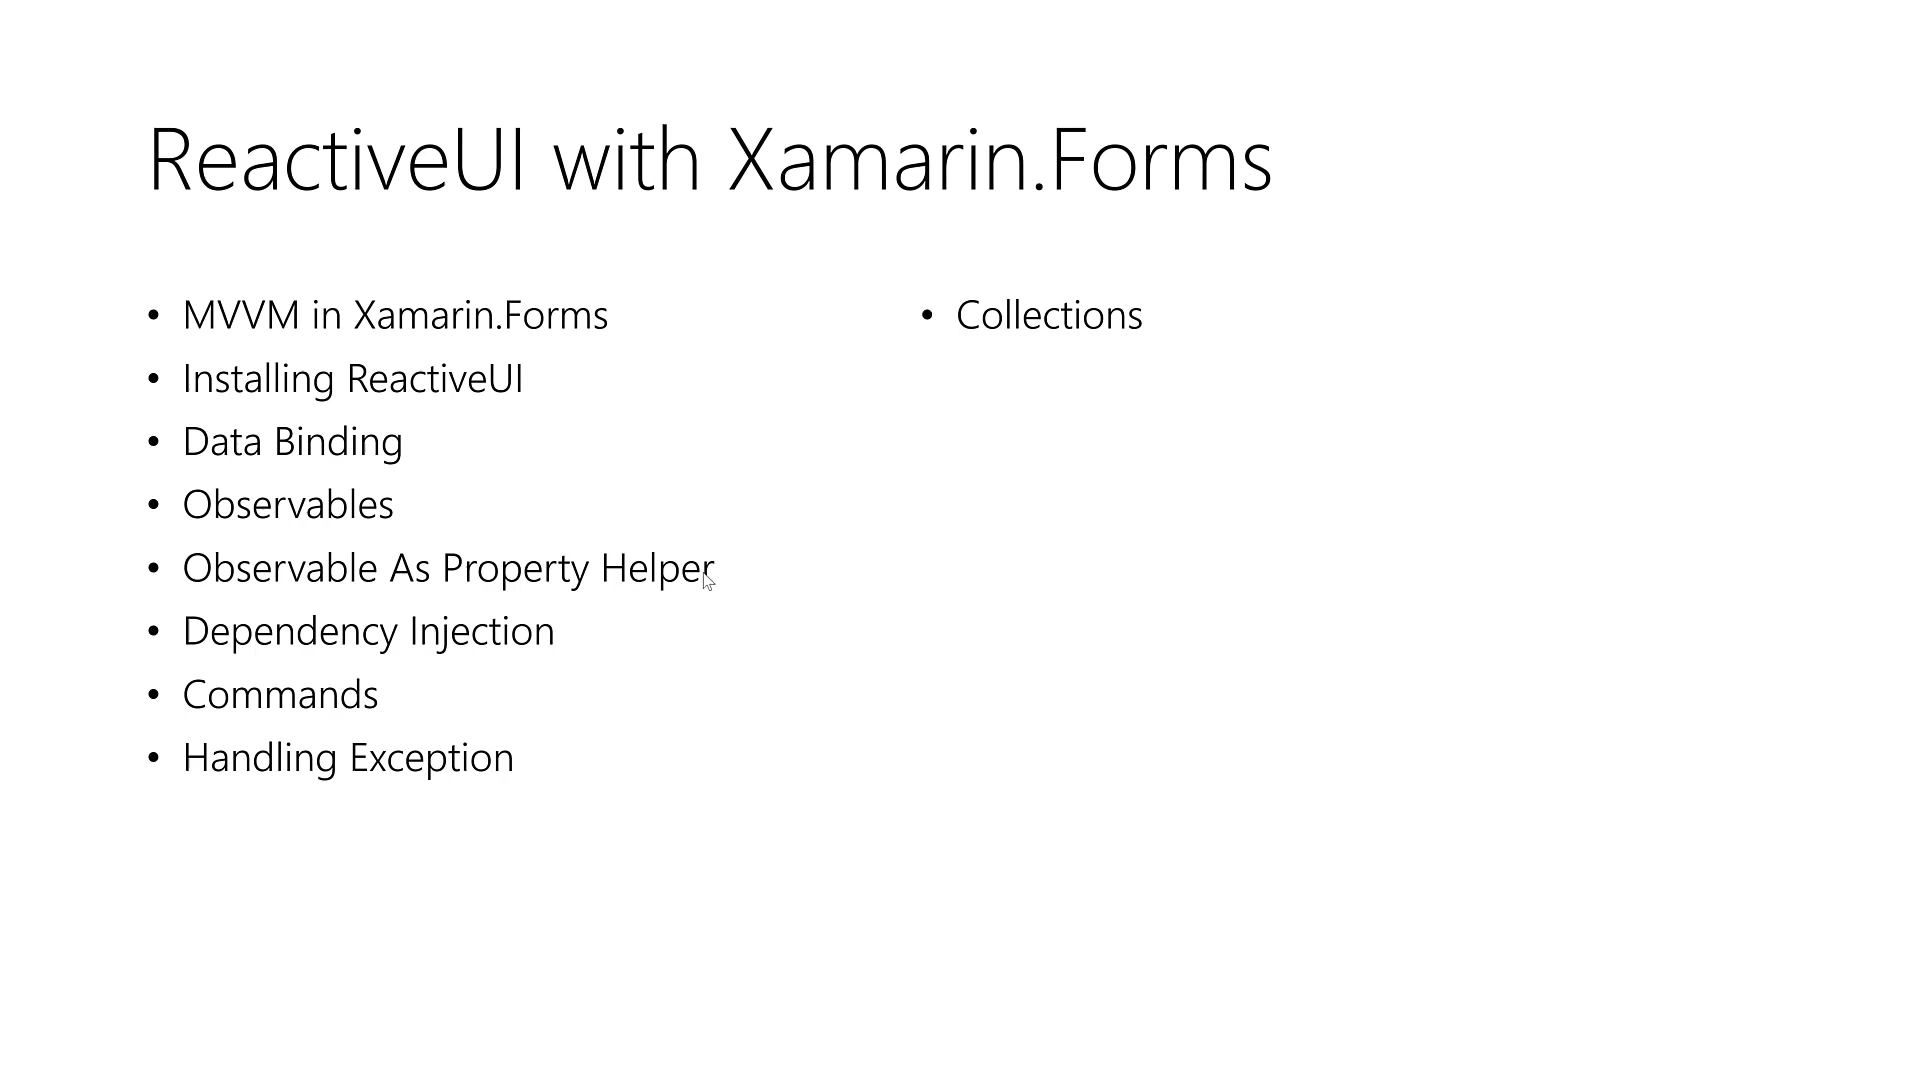 ReactiveUI with Xamarin.Forms
• MVVM in Xamarin.Forms
• Installing ReactiveUI
• Data Binding
• Observables
• Observable As Property Helper
• Dependency Injection
• Commands
• Handling Exception
• Collections